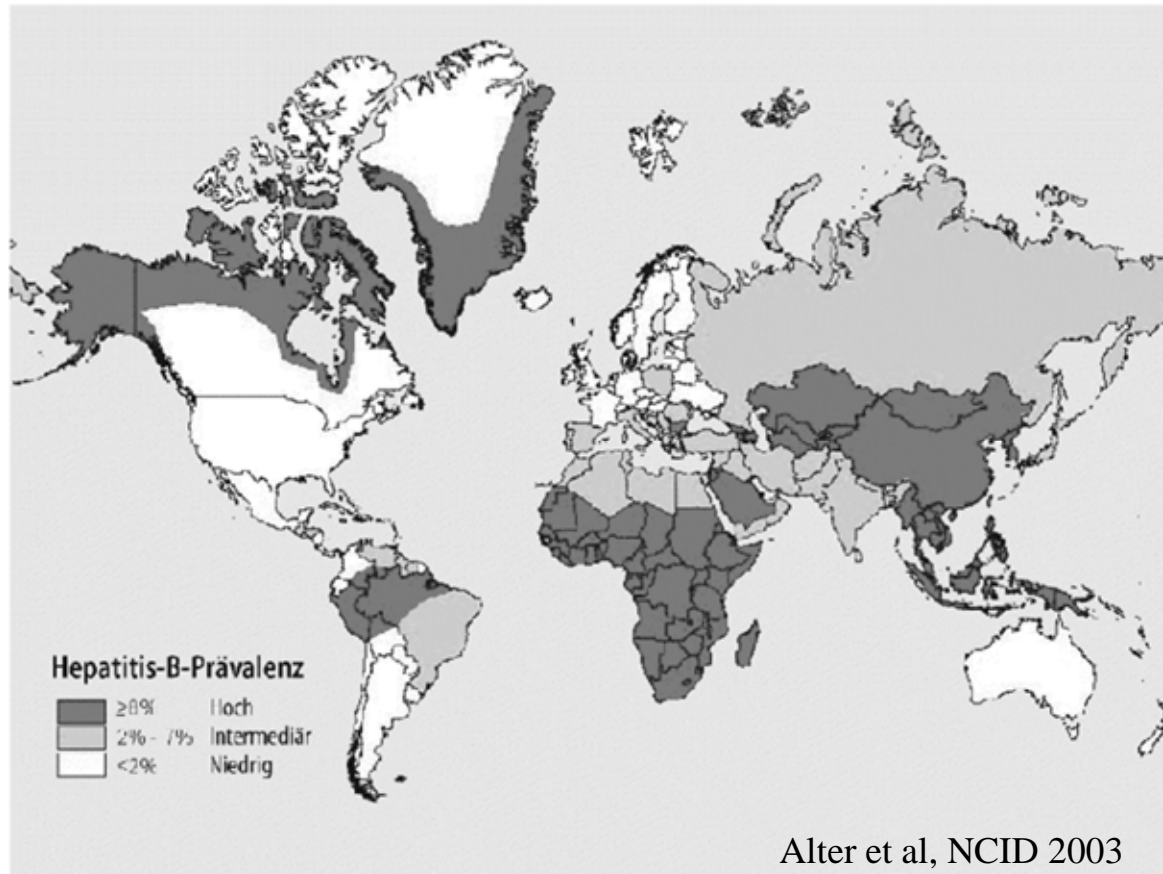 Hepatitis-B-Prävalenz
≥8% Hoch
2% - 7% Intermediär
<2% Niedrig
Alter et al, NCID 2003